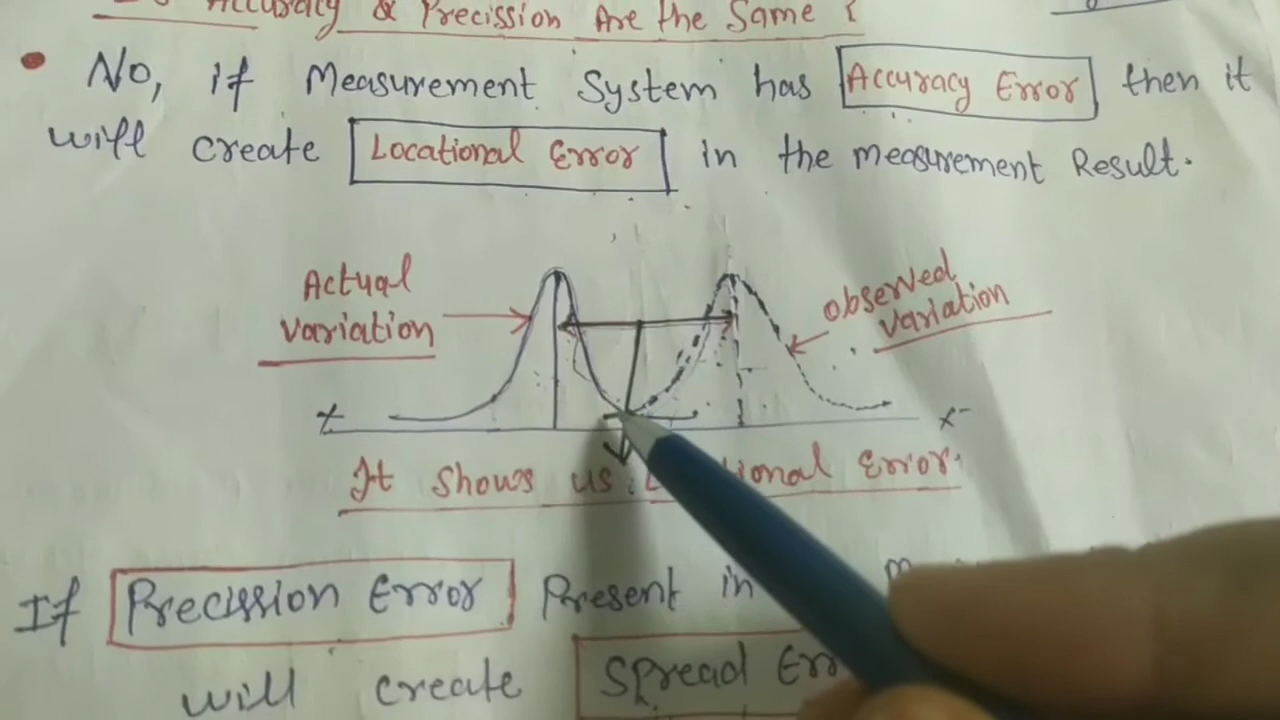 Accuracy & Precission Are the Same ?
• No, if Measurement System has Accuracy Error then it
will create Locational Error in the measurement Result.
Actual
variation
observed
variation
x
x-
It Shows us Error.
If Precission Error Present in
will create Spread